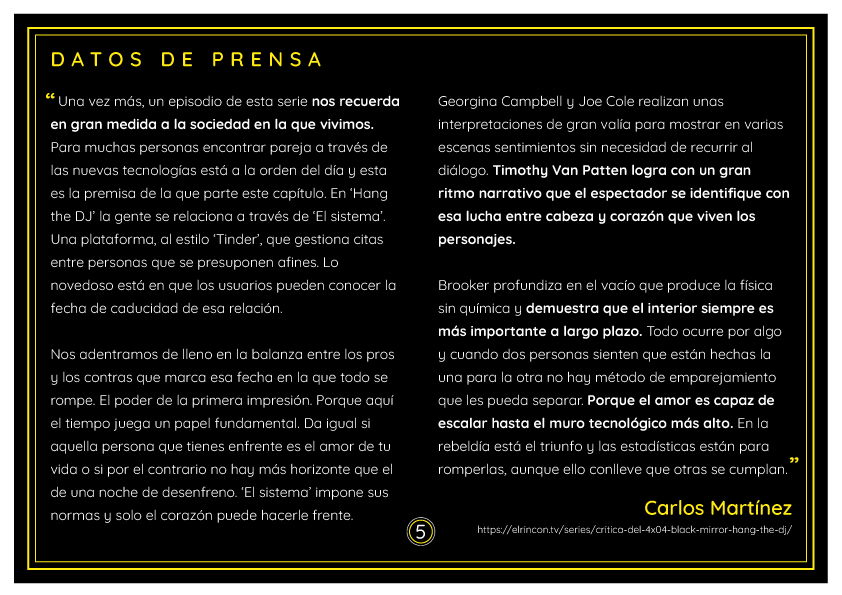 DATOS DE PRENSA
“ Una vez más, un episodio de esta serie nos recuerda
en gran medida a la sociedad en la que vivimos.
Para muchas personas encontrar pareja a través de
las nuevas tecnologías está a la orden del día y esta
es la premisa de la que parte este capítulo. En ‘Hang
the DJ’ la gente se relaciona a través de ‘El sistema’.
Una plataforma, al estilo ‘Tinder’, que gestiona citas
entre personas que se presuponen afines. Lo
novedoso está en que los usuarios pueden conocer la
fecha de caducidad de esa relación.
Nos adentramos de lleno en la balanza entre los pros
y los contras que marca esa fecha en la que todo se
rompe. El poder de la primera impresión. Porque aquí
el tiempo juega un papel fundamental. Da igual si
aquella persona que tienes enfrente es el amor de tu
vida o si por el contrario no hay más horizonte que el
de una noche de desenfreno. ‘El sistema’ impone sus
normas y solo el corazón puede hacerle frente.
Georgina Campbell y Joe Cole realizan unas
interpretaciones de gran valía para mostrar en varias
escenas sentimientos sin necesidad de recurrir al
diálogo. Timothy Van Patten logra con un gran
ritmo narrativo que el espectador se identifique con
esa lucha entre cabeza y corazón que viven los
personajes.
Brooker profundiza en el vacío que produce la física
sin química y demuestra que el interior siempre es
más importante a largo plazo. Todo ocurre por algo
y cuando dos personas sienten que están hechas la
una para la otra no hay método de emparejamiento
que les pueda separar. Porque el amor es capaz de
escalar hasta el muro tecnológico más alto. En la
rebeldía está el triunfo y las estadísticas están para
romperlas, aunque ello conlleve que otras se cumplan.”
Carlos Martínez
https://elrincon.tv/series/critica-del-4x04-black-mirror-hang-the-dj/
5